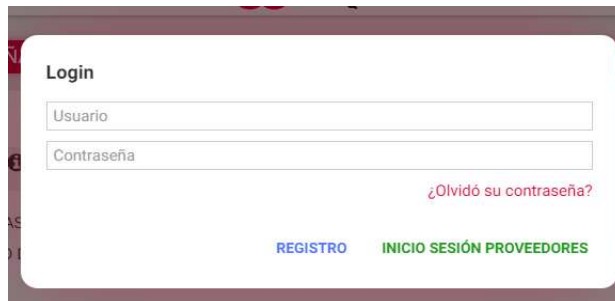 Login
Usuario
Contraseña
¿Olvidó su contraseña?
REGISTRO INICIO SESIÓN PROVEEDORES